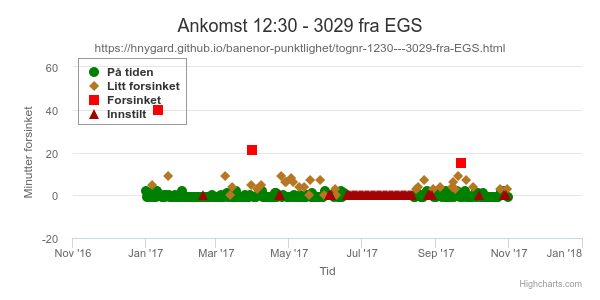 Ankomst 12:30 - 3029 fra EGS
https://hnygard.github.io/banenor-punktlighet/tognr-1230---3029-fra-EGS.html
Minutter forsinket
60
40
20
0
-20
På tiden
Litt forsinket
Forsinket
Innstilt
Nov '16 Jan '17 Mar '17 May '17 Jul '17 Sep '17 Nov '17 Jan '18
Tid
Highcharts.com